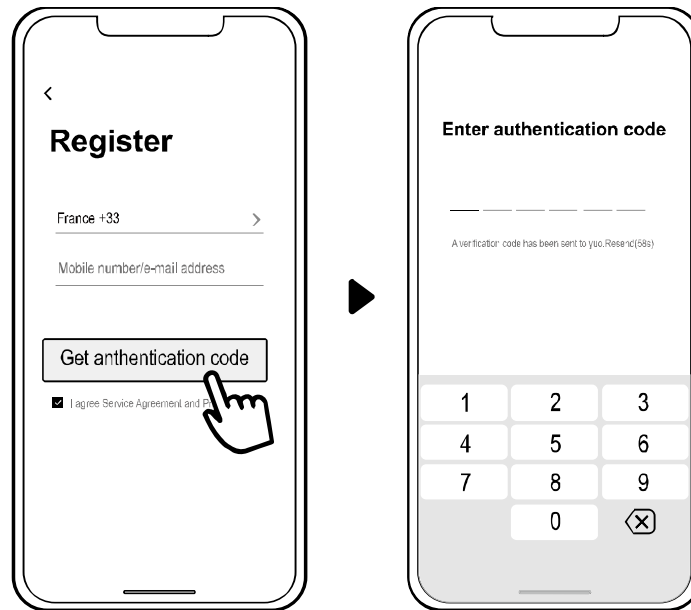 Register
France +33
Mobile number/e-mail address
Get anthentication code
I agree Service Agreement and
Enter authentication code
A verification code has been sent to yuo.Resend(58s)
1 2 3
4 5 6
7 8 9
0